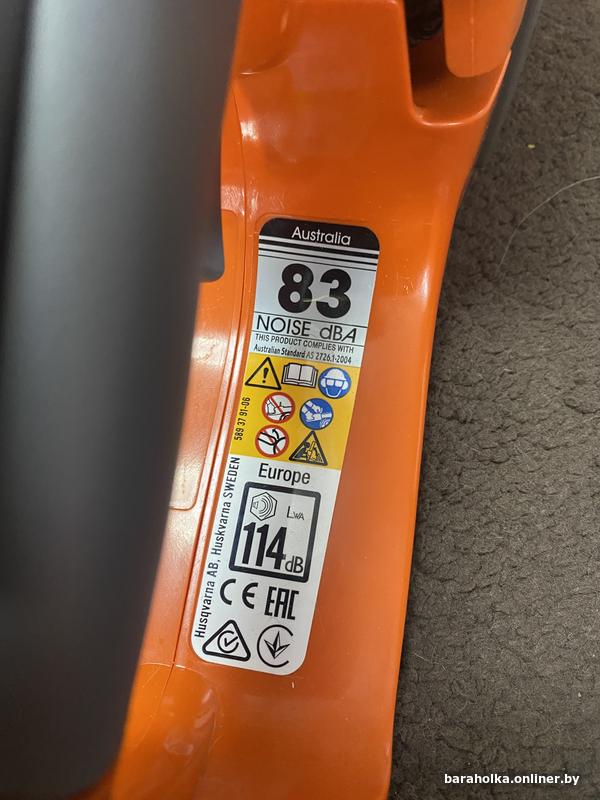 Australia
83
NOISE dBA
THIS PRODUCT COMPLIES WITH
Australian Standard AS 2726.1-2004
589 37 91-06
Europe
LWA
114dB
Husqvarna AB, Huskvarna SWEDEN
CE EAC
baraholka.onliner.by